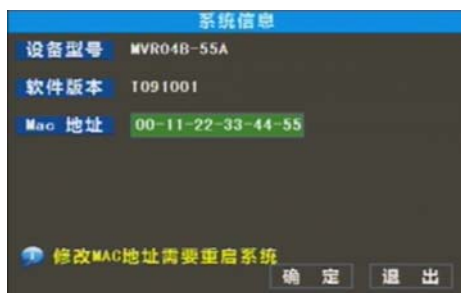 系统信息
设备型号 MVR04B-55A
软件版本 T091001
Mac 地址 00-11-22-33-44-55
修改MAC地址需要重启系统
确 定 退 出